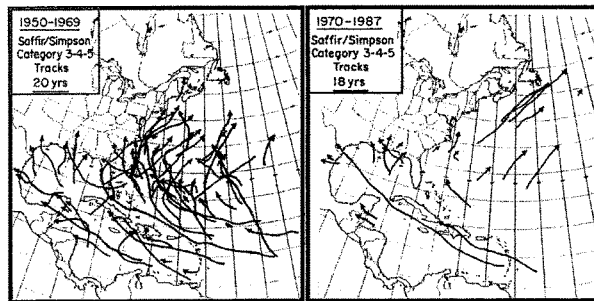 1950-1969
Saffir/Simpson
Category 3-4-5
Tracks
20 yrs
1970-1987
Saffir/Simpson
Category 3-4-5
Tracks
18 yrs